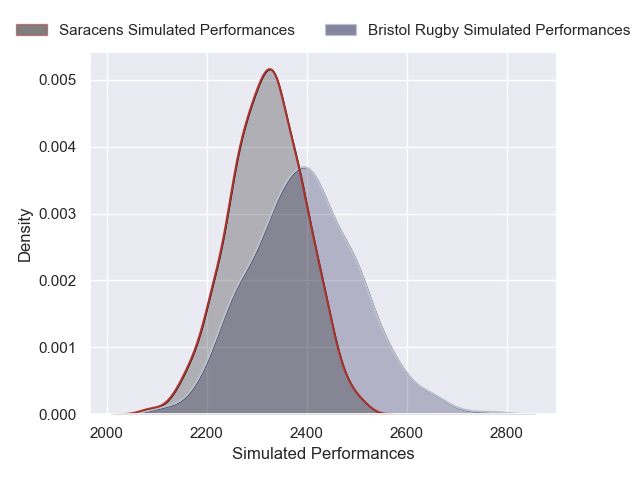 Saracens Simulated Performances
Bristol Rugby Simulated Performances
0.005
0.004
0.003
0.002
0.001
0.000
Density
2000
2200
2400
2600
2800
Simulated Performances